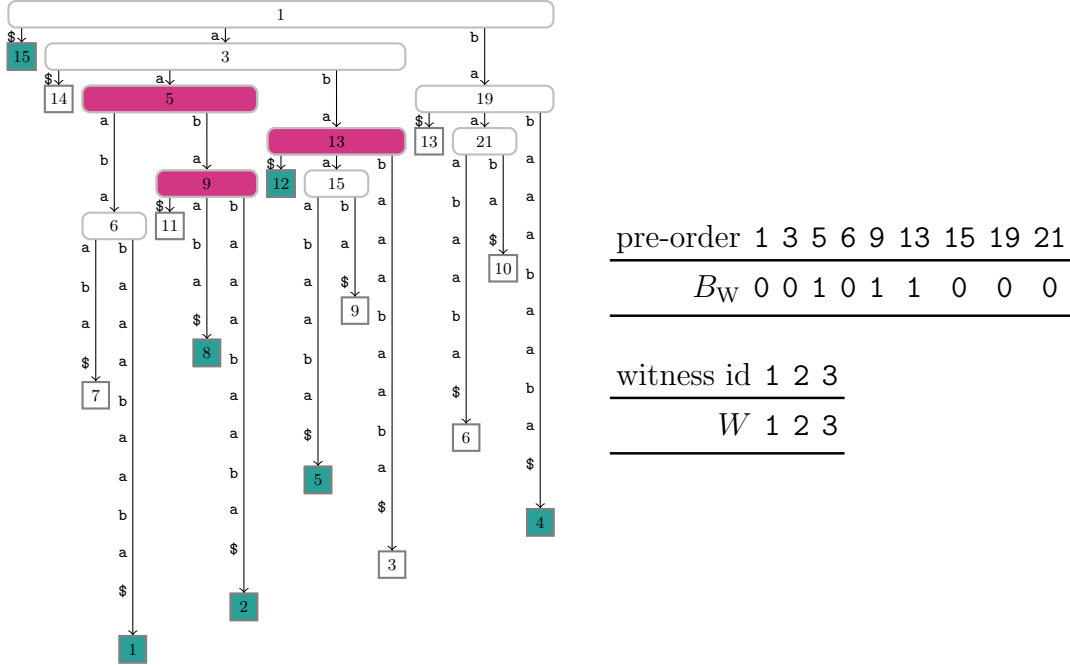 1
$ a b
15 3
$ a b a
14 5 19
a b a $ a b
13 13 21
b a $ a b a b a
5 9 12 15
a $ a b a b a b a a
6 11
a b b a a b a a $ a
10
b a a a a $ a a b
9
a a $ a a b b a
8
$ a b b a a a
7
b a a a $ b
6
a a $ b a
5
a b a $
4
b a $
3
a $
2
$
1
pre-order 1 3 5 6 9 13 15 19 21
B_W 0 0 1 0 1 1 0 0 0
witness id 1 2 3
W 1 2 3